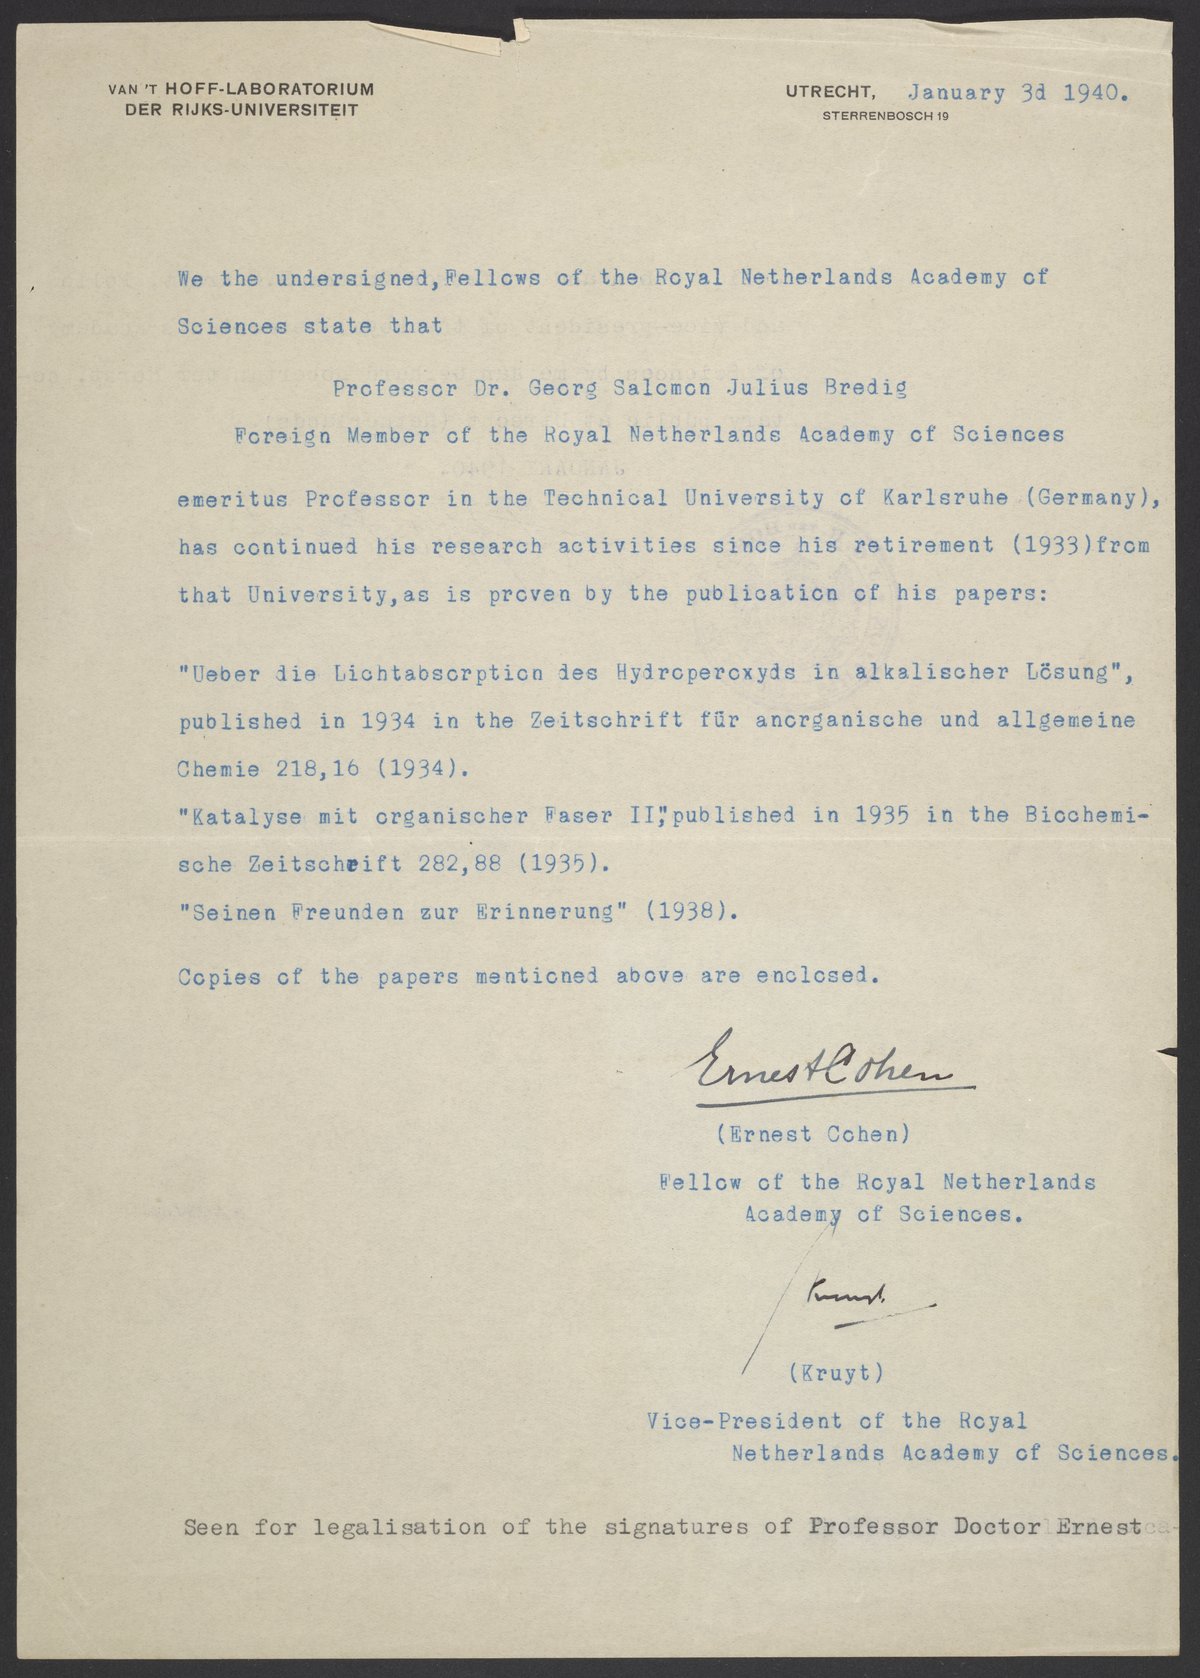 VAN 'T HOFF-LABORATORIUM
DER RIJKS-UNIVERSITEIT
UTRECHT, January 3d 1940.
STERRENBOSCH 19
We the undersigned,Fellows of the Royal Netherlands Academy of
Sciences state that
Professor Dr. Georg Salomon Julius Bredig
Foreign Member of the Royal Netherlands Academy of Sciences
emeritus Professor in the Technical University of Karlsruhe (Germany),
has continued his research activities since his retirement (1933)from
that University,as is proven by the publication of his papers:
"Ueber die Lichtabsorption des Hydroperoxyds in alkalischer Lösung",
published in 1934 in the Zeitschrift für anorganische und allgemeine
Chemie 218,16 (1934).
"Katalyse mit organischer Faser II",published in 1935 in the Biochemi-
sche Zeitschrift 282,88 (1935).
"Seinen Freunden zur Erinnerung" (1938).
Copies of the papers mentioned above are enclosed.
Ernest Cohen
(Ernest Cohen)
Fellow of the Royal Netherlands
Academy of Sciences.
Kruyt
(Kruyt)
Vice-President of the Royal
Netherlands Academy of Sciences.
Seen for legalisation of the signatures of Professor Doctor Ernest